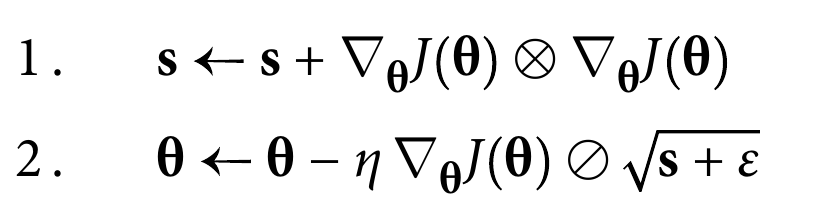 1. s ← s + ∇θJ(θ) ⊗ ∇θJ(θ)
2. θ ← θ − η ∇θJ(θ) ⊘ √(s + ε)